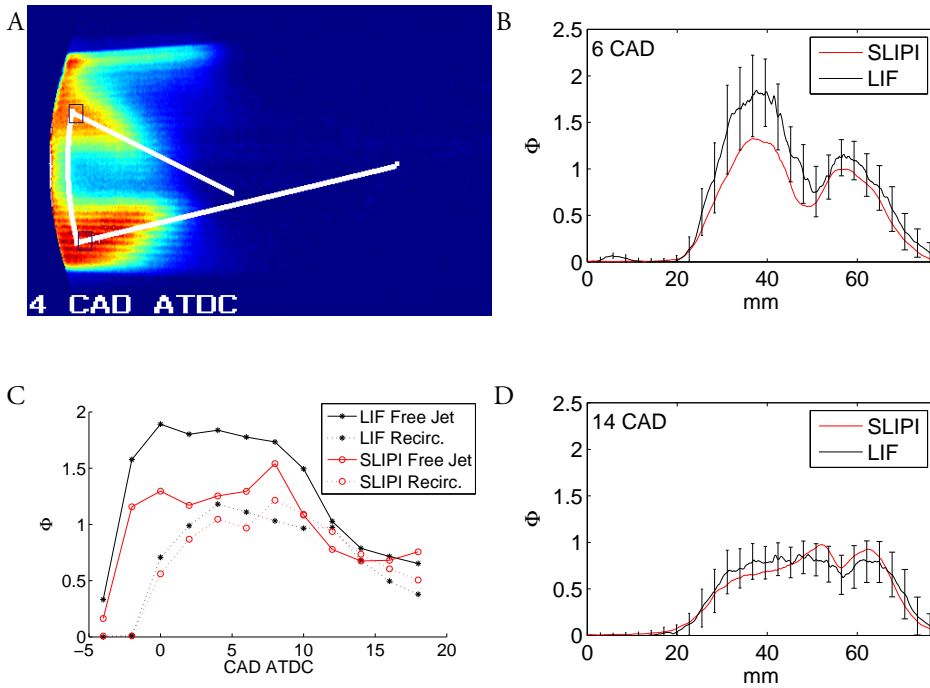 A
4 CAD ATDC
B
6 CAD
SLIPI
LIF
2.5
2
1.5
1
0.5
0
Φ
0 20 40 60
mm
C
LIF Free Jet
LIF Recirc.
SLIPI Free Jet
SLIPI Recirc.
2
1.5
1
0.5
0
Φ
−5 0 5 10 15 20
CAD ATDC
D
14 CAD
SLIPI
LIF
2.5
2
1.5
1
0.5
0
Φ
0 20 40 60
mm